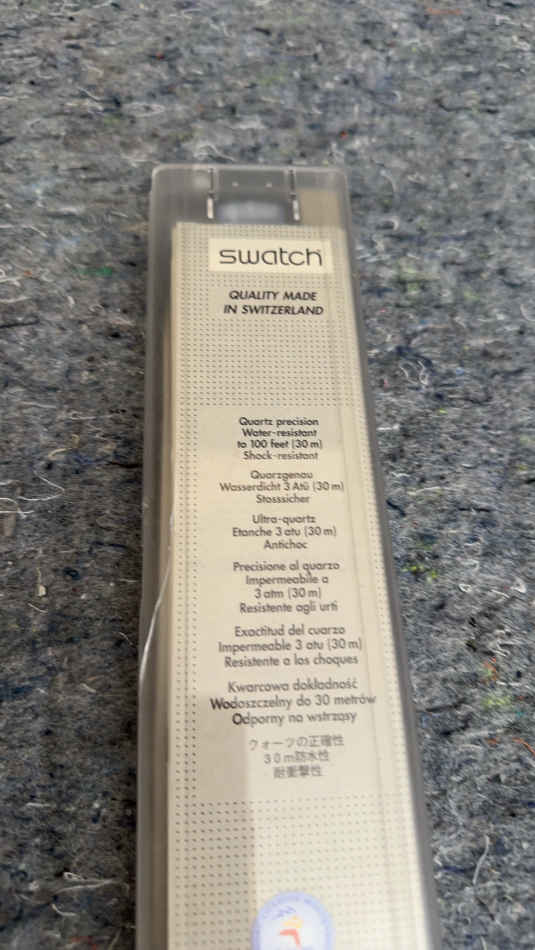 swatch
QUALITY MADE
IN SWITZERLAND
Quartz precision
Water-resistant
to 100 feet (30 m)
Shock-resistant
Quarzgenau
Wasserdicht 3 Atü (30 m)
Stosssicher
Ultra-quartz
Etanche 3 atu (30 m)
Antichoc
Precisione al quarzo
Impermeabile a
3 atm (30 m)
Resistente agli urti
Exactitud del cuarzo
Impermeable 3 atu (30 m)
Resistente a los choques
Kwarcowa dokładność
Wodoszczelny do 30 metrów
Odporny na wstrząsy
クォーツの正確性
30m防水性
耐衝撃性